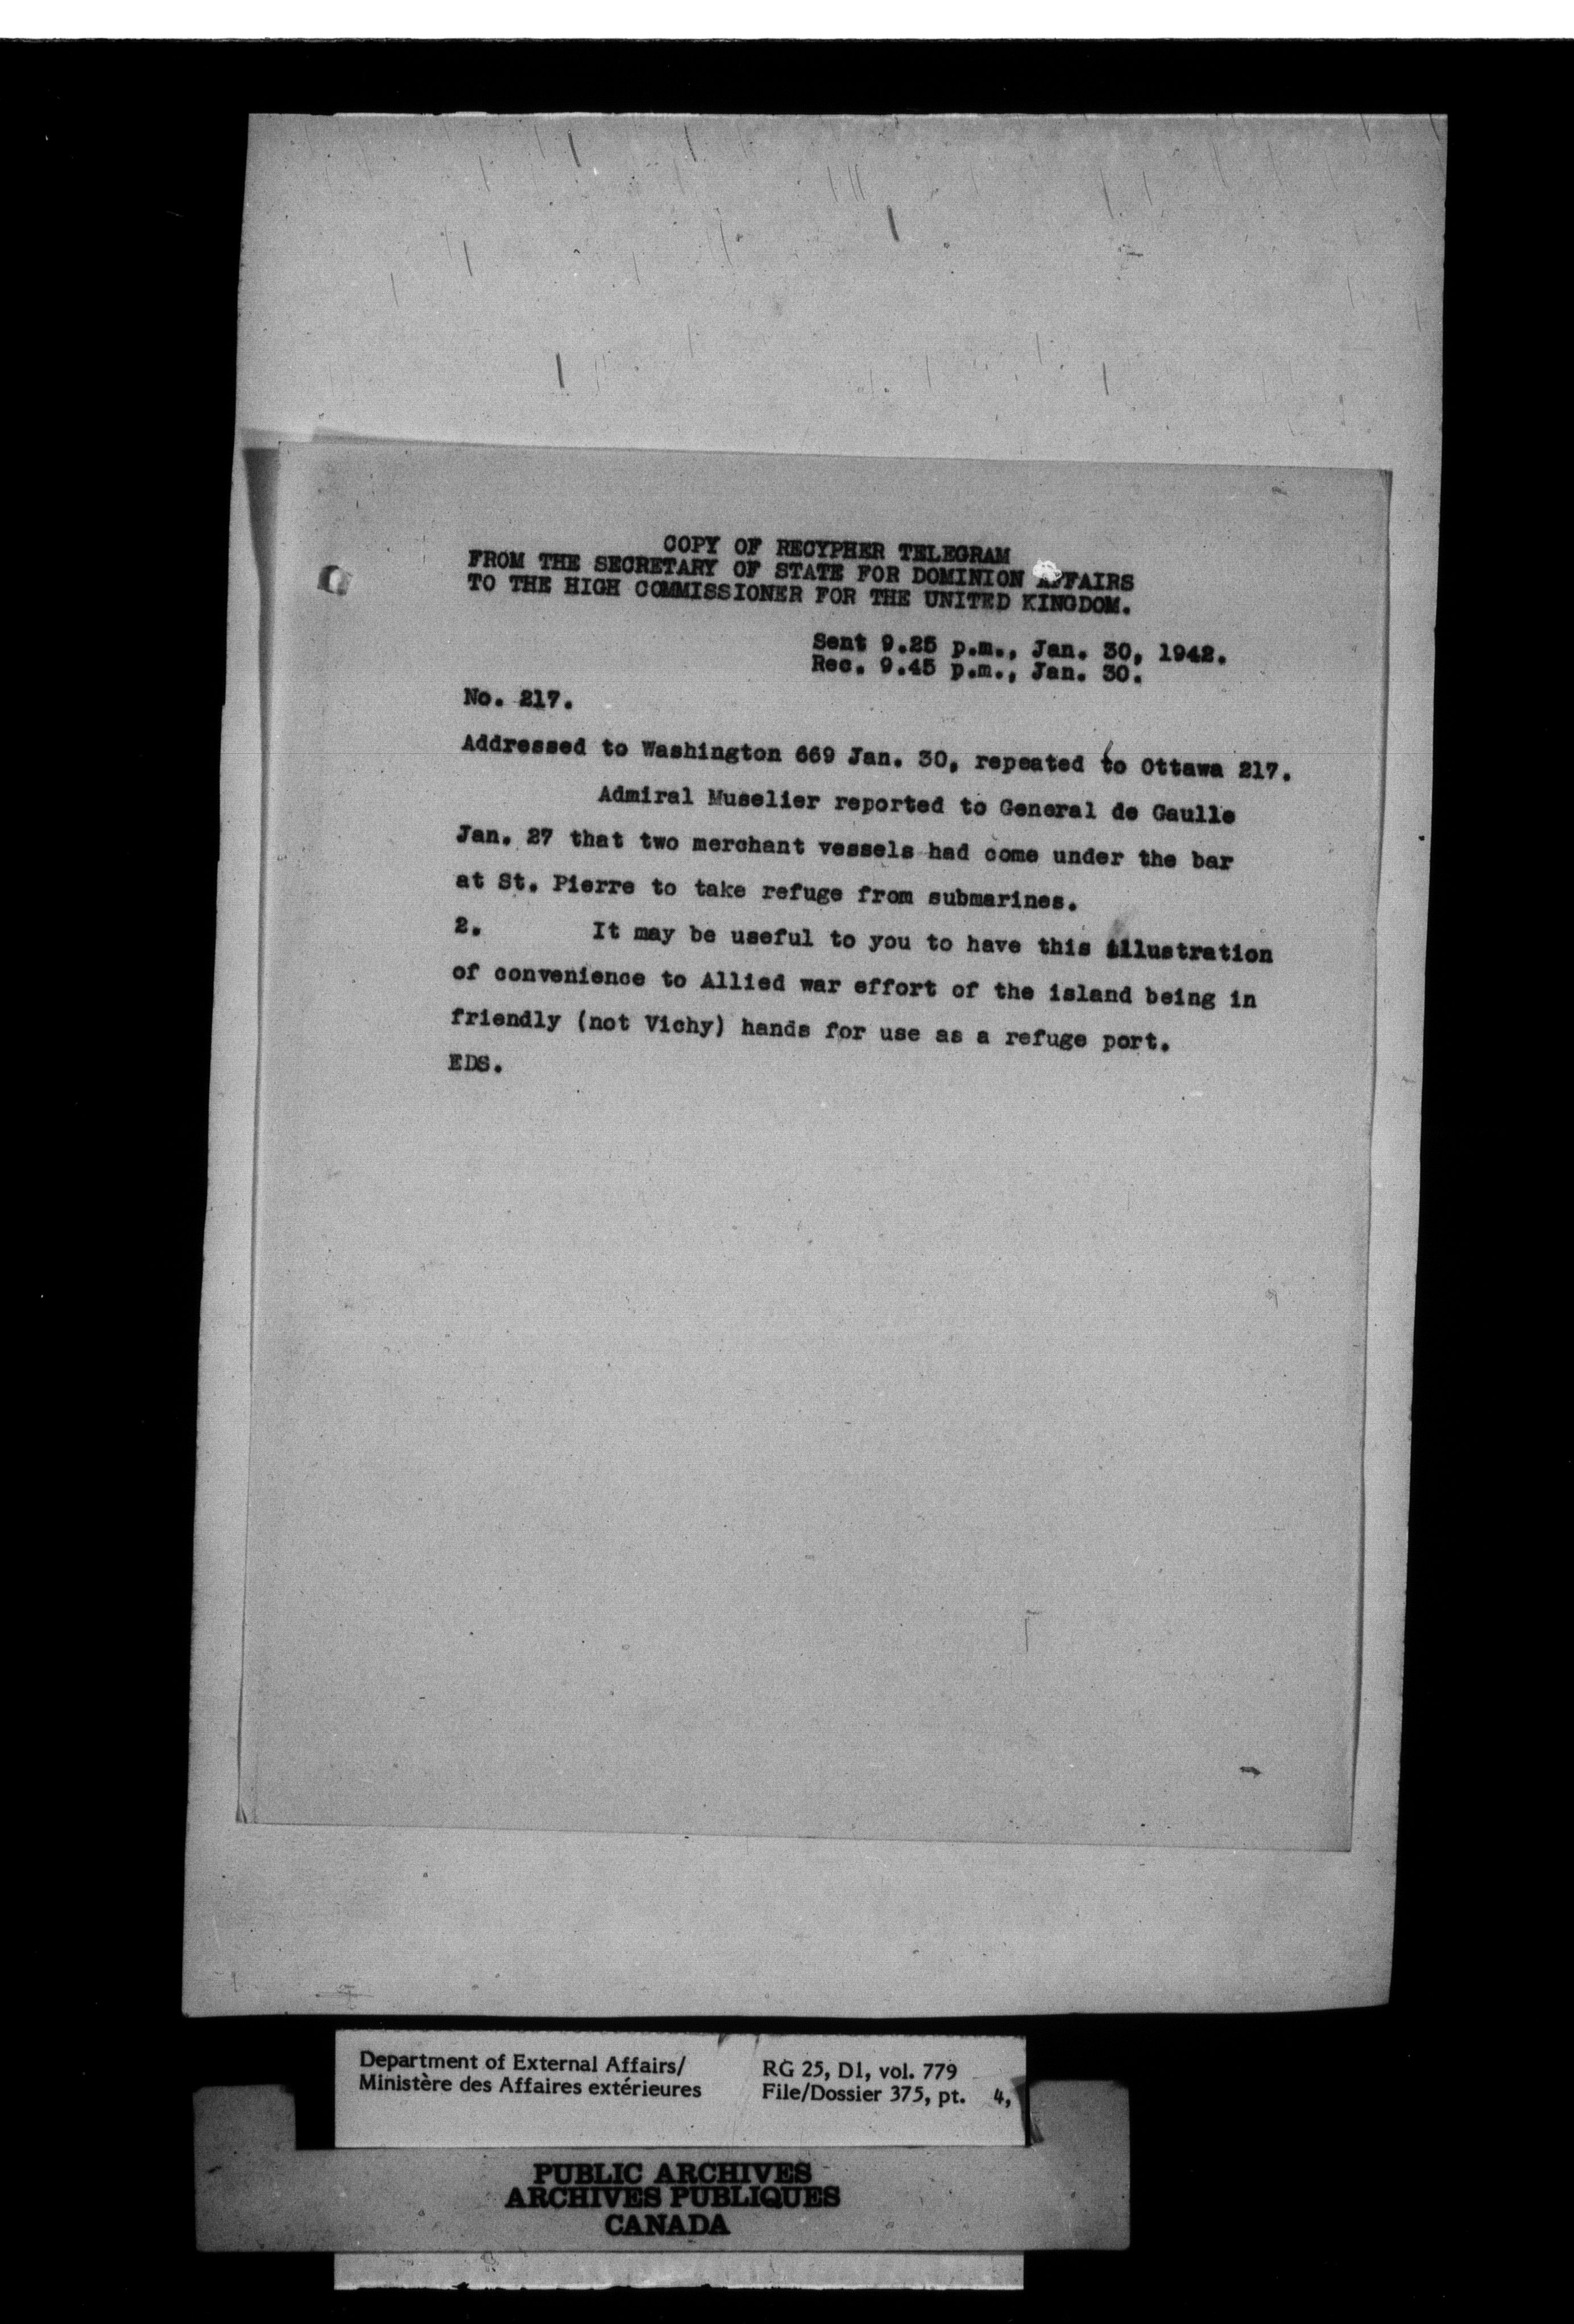 COPY OF RECYPHER TELEGRAM
FROM THE SECRETARY OF STATE FOR DOMINION AFFAIRS
TO THE HIGH COMMISSIONER FOR THE UNITED KINGDOM.
Sent 9.25 p.m., Jan. 30, 1942.
Rec. 9.45 p.m., Jan. 30.
No. 217.
Addressed to Washington 669 Jan. 30, repeated to Ottawa 217.
Admiral Muselier reported to General de Gaulle
Jan. 27 that two merchant vessels had come under the bar
at St. Pierre to take refuge from submarines.
2. It may be useful to you to have this illustration
of convenience to Allied war effort of the island being in
friendly (not Vichy) hands for use as a refuge port.
EDS.
Department of External Affairs/
Ministère des Affaires extérieures
RG 25, D1, vol. 779
File/Dossier 375, pt. 4,
PUBLIC ARCHIVES
ARCHIVES PUBLIQUES
CANADA